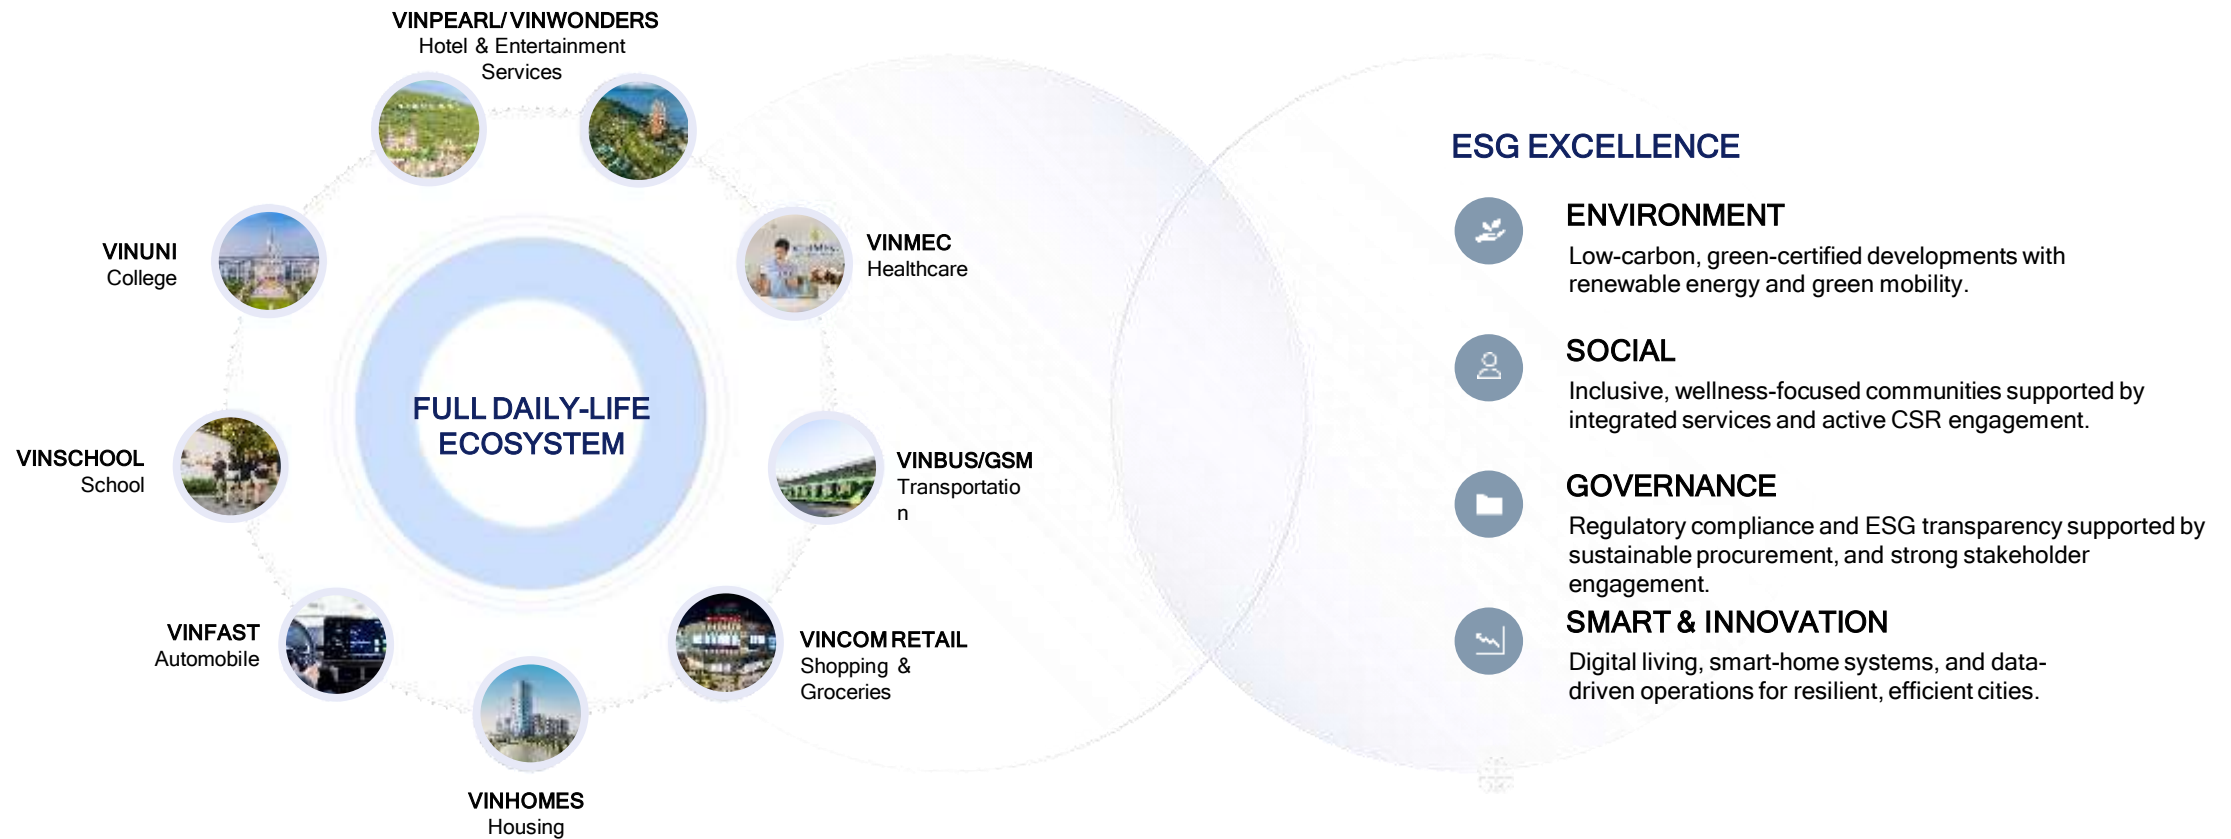 VINPEARL/VINWONDERS
Hotel & Entertainment
Services
VINUNI
College
VINMEC
Healthcare
FULL DAILY-LIFE
ECOSYSTEM
VINSCHOOL
School
VINBUS/GSM
Transportatio
n
VINFAST
Automobile
VINCOM RETAIL
Shopping &
Groceries
VINHOMES
Housing
ESG EXCELLENCE
ENVIRONMENT
Low-carbon, green-certified developments with
renewable energy and green mobility.
SOCIAL
Inclusive, wellness-focused communities supported by
integrated services and active CSR engagement.
GOVERNANCE
Regulatory compliance and ESG transparency supported by
sustainable procurement, and strong stakeholder
engagement.
SMART & INNOVATION
Digital living, smart-home systems, and data-
driven operations for resilient, efficient cities.